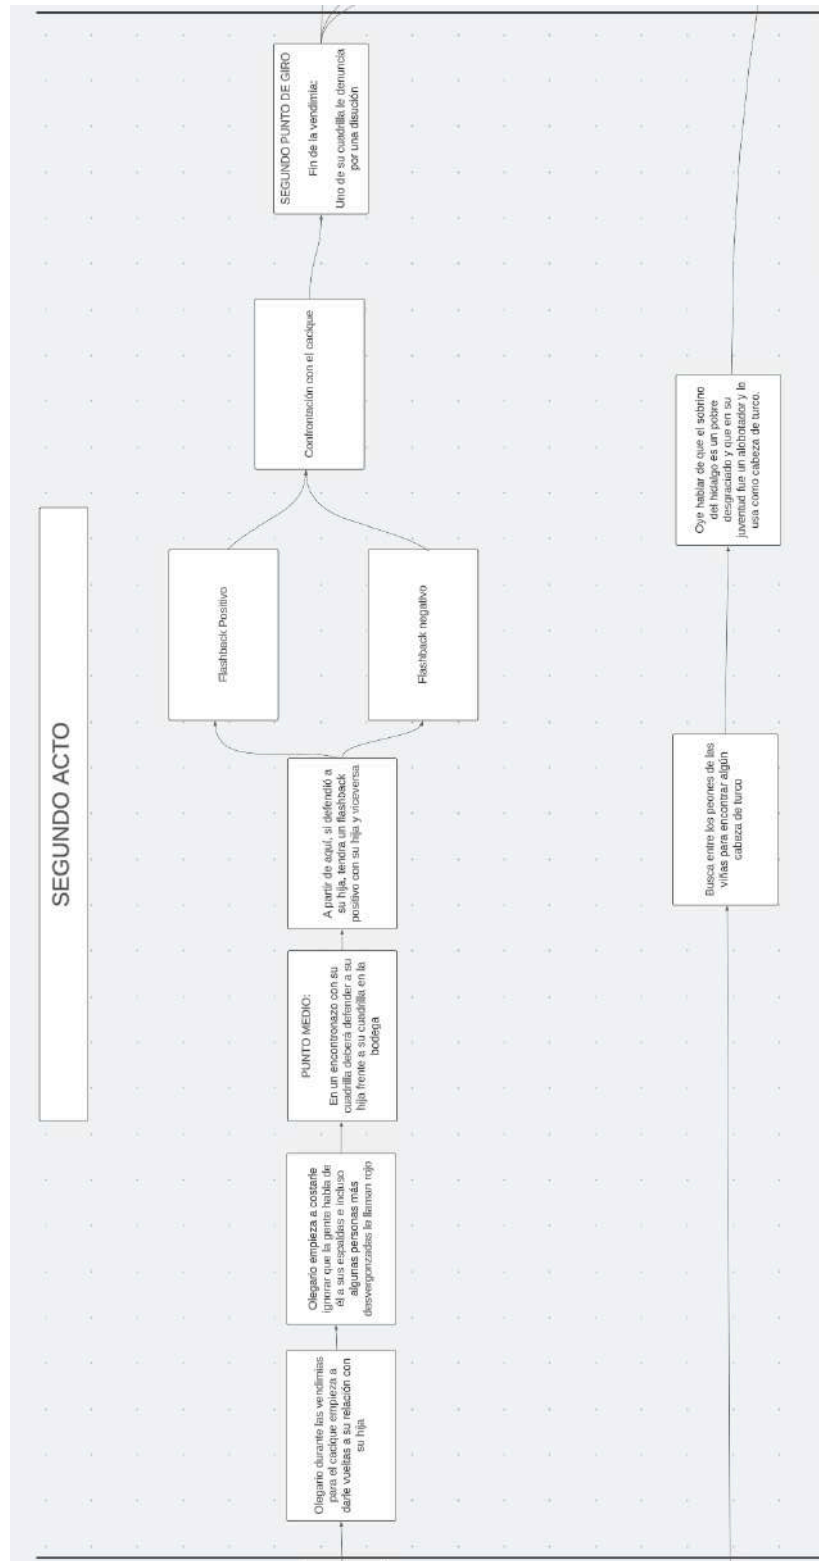 SEGUNDO ACTO
Olegario durante las vendimias
para el cacique empieza a
darle vueltas a su relación con
su hija
Olegario empieza a costarle
ignorar que la gente habla de
él a sus espaldas e incluso
algunas personas más
desvergonzadas le llaman rojo
PUNTO MEDIO:
En un encontronazo con su
cuadrilla deberá defender a su
hija frente a su cuadrilla en la
bodega
A partir de aquí, si defendió a
su hija, tendra un flashback
positivo con su hija y viceversa
Flashback Positivo
Flashback negativo
Confrontación con el cacique
SEGUNDO PUNTO DE GIRO
Fin de la vendimia:
Uno de su cuadrilla le denuncia
por una disución
Busca entre los peones de las
viñas para encontrar algún
cabeza de turco
Oye hablar de que el sobrino
del hidalgo es un pobre
desgraciado y que en su
juventud fue un alobotador y le
usa como cabeza de turco.